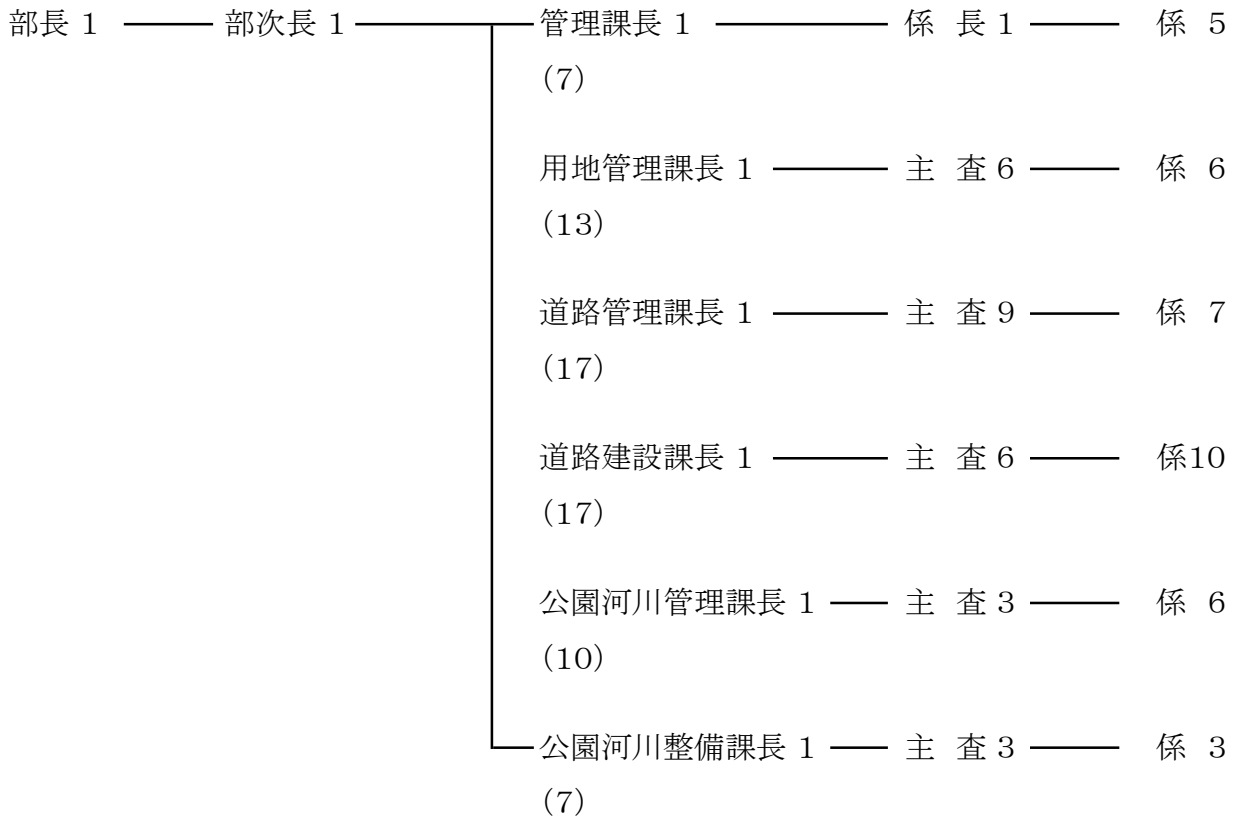 部長 1 部次長 1 管理課長 1 係 長 1 係 5
(7)
用地管理課長 1 主 査 6 係 6
(13)
道路管理課長 1 主 査 9 係 7
(17)
道路建設課長 1 主 査 6 係10
(17)
公園河川管理課長 1 主 査 3 係 6
(10)
公園河川整備課長 1 主 査 3 係 3
(7)